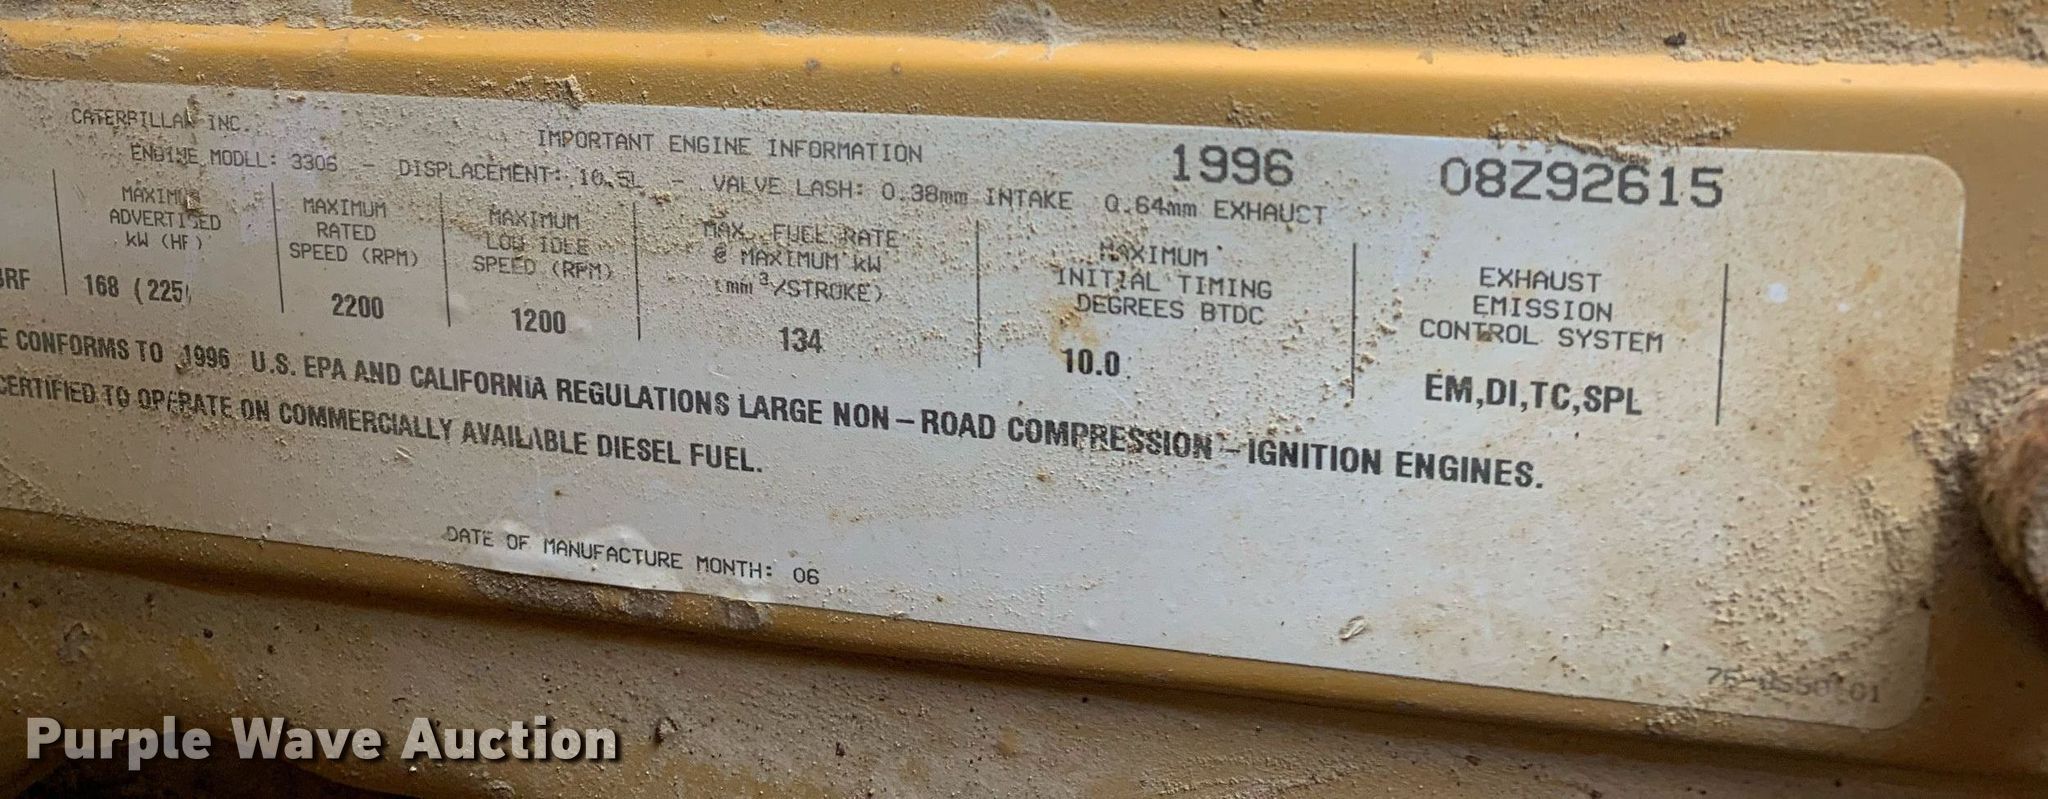 CATERPILLAR INC.
IMPORTANT ENGINE INFORMATION
1996
08Z92615
ENGINE MODEL: 3306 - DISPLACEMENT: 10.5L - VALVE LASH: 0.38mm INTAKE 0.64mm EXHAUST
MAXIMUM
ADVERTISED
kW (HP)
168 (225)
MAXIMUM
RATED
SPEED (RPM)
2200
MAXIMUM
LOW IDLE
SPEED (RPM)
1200
MAX. FUEL RATE
@ MAXIMUM kW
(mm³/STROKE)
134
MAXIMUM
INITIAL TIMING
DEGREES BTDC
10.0
EXHAUST
EMISSION
CONTROL SYSTEM
EM,DI,TC,SPL
CONFORMS TO 1996 U.S. EPA AND CALIFORNIA REGULATIONS LARGE NON-ROAD COMPRESSION-IGNITION ENGINES.
CERTIFIED TO OPERATE ON COMMERCIALLY AVAILABLE DIESEL FUEL.
DATE OF MANUFACTURE MONTH: 06
Purple Wave Auction